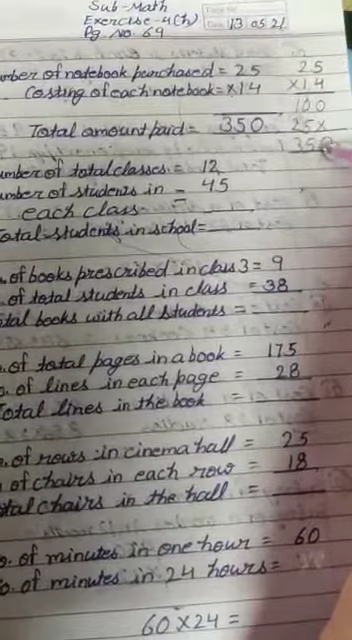 Sub-Math
Exercise-4(h)
Pg. No. 69
Date 13 05 21
umber of notebook purchased = 25 25
Costing of each notebook = ×14 ×14
100
Total amount paid = 350 25×
350
umber of total classes = 12
umber of students in = 45
each class
otal students in school =
. of books prescribed in class 3 = 9
. of total students in class = 38
otal books with all students =
. of total pages in a book = 175
o. of lines in each page = 28
Total lines in the book =
o. of rows in cinema hall = 25
of chairs in each row = 18
otal chairs in the hall =
o. of minutes in one hour = 60
o. of minutes in 24 hours =
60×24 =